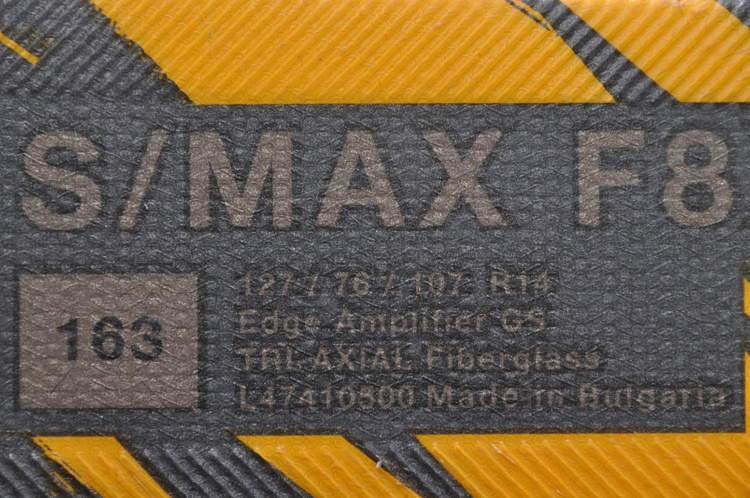 S/MAX F8
163
127 / 76 / 107 R14
Edge Amplifier GS
TRI-AXIAL Fiberglass
L47410800 Made in Bulgaria